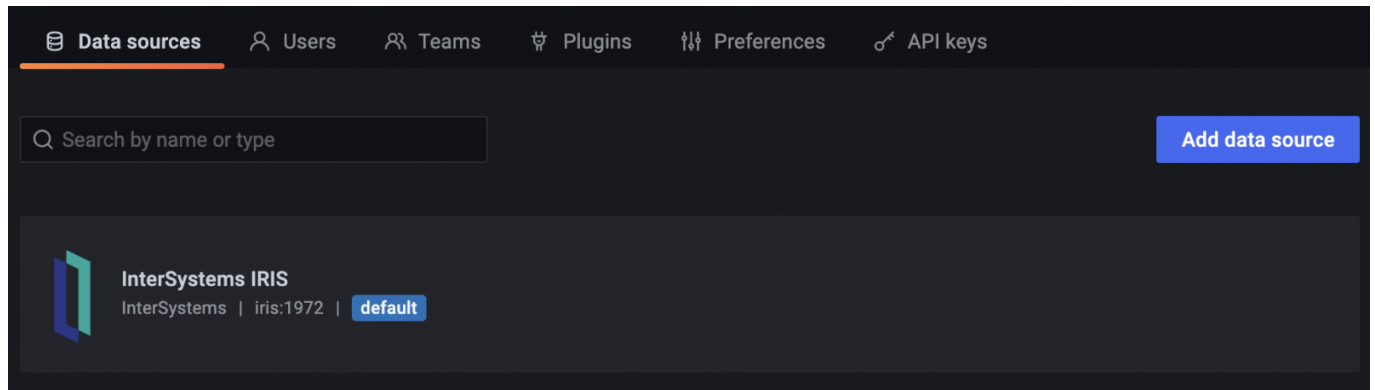 Data sources Users Teams Plugins Preferences API keys
Search by name or type
Add data source
InterSystems IRIS
InterSystems | iris:1972 | default